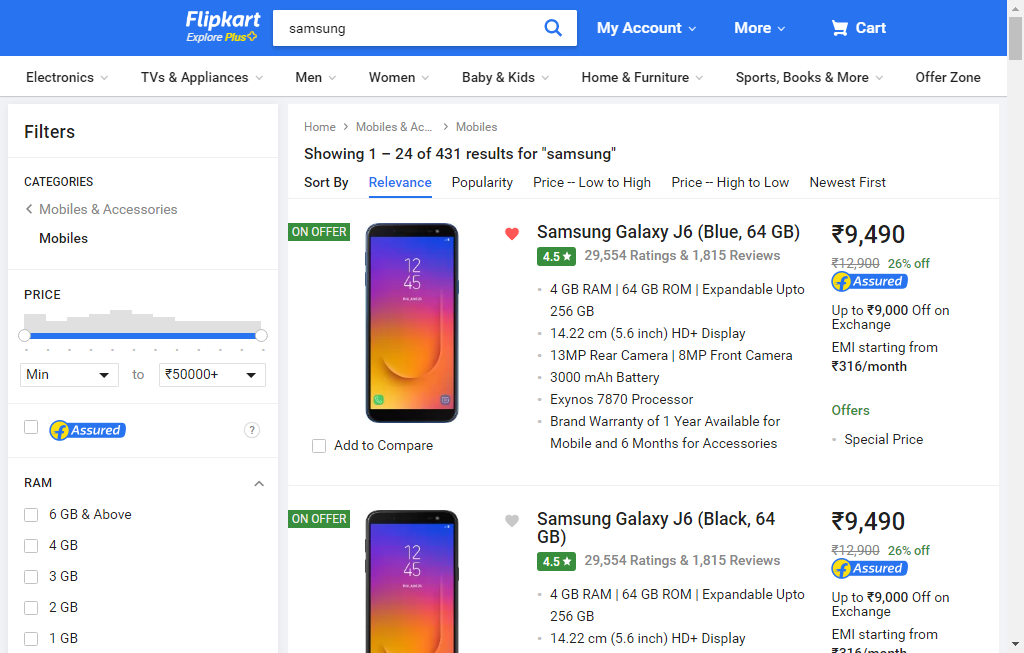 Flipkart
Explore Plus
samsung
My Account
More
Cart
Electronics
TVs & Appliances
Men
Women
Baby & Kids
Home & Furniture
Sports, Books & More
Offer Zone
Filters
CATEGORIES
Mobiles & Accessories
Mobiles
PRICE
Min
to
₹50000+
Assured
?
RAM
6 GB & Above
4 GB
3 GB
2 GB
1 GB
Home
Mobiles & Ac...
Mobiles
Showing 1 – 24 of 431 results for "samsung"
Sort By
Relevance
Popularity
Price -- Low to High
Price -- High to Low
Newest First
ON OFFER
12
45
Add to Compare
Samsung Galaxy J6 (Blue, 64 GB)
4.5★
29,554 Ratings & 1,815 Reviews
4 GB RAM | 64 GB ROM | Expandable Upto
256 GB
14.22 cm (5.6 inch) HD+ Display
13MP Rear Camera | 8MP Front Camera
3000 mAh Battery
Exynos 7870 Processor
Brand Warranty of 1 Year Available for
Mobile and 6 Months for Accessories
₹9,490
₹12,900 26% off
Assured
Up to ₹9,000 Off on
Exchange
EMI starting from
₹316/month
Offers
Special Price
ON OFFER
12
45
Samsung Galaxy J6 (Black, 64
GB)
4.5★
29,554 Ratings & 1,815 Reviews
4 GB RAM | 64 GB ROM | Expandable Upto
256 GB
14.22 cm (5.6 inch) HD+ Display
₹9,490
₹12,900 26% off
Assured
Up to ₹9,000 Off on
Exchange
EMI starting from
₹316/month